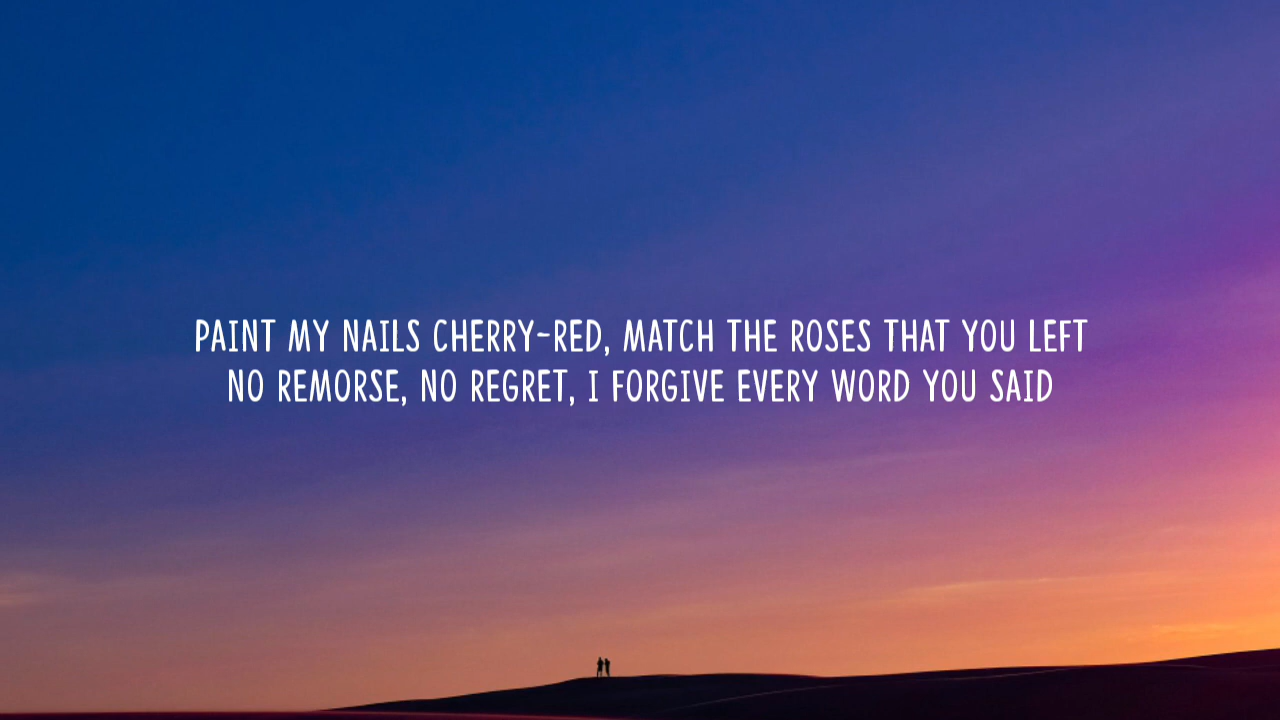 PAINT MY NAILS CHERRY-RED, MATCH THE ROSES THAT YOU LEFT
NO REMORSE, NO REGRET, I FORGIVE EVERY WORD YOU SAID